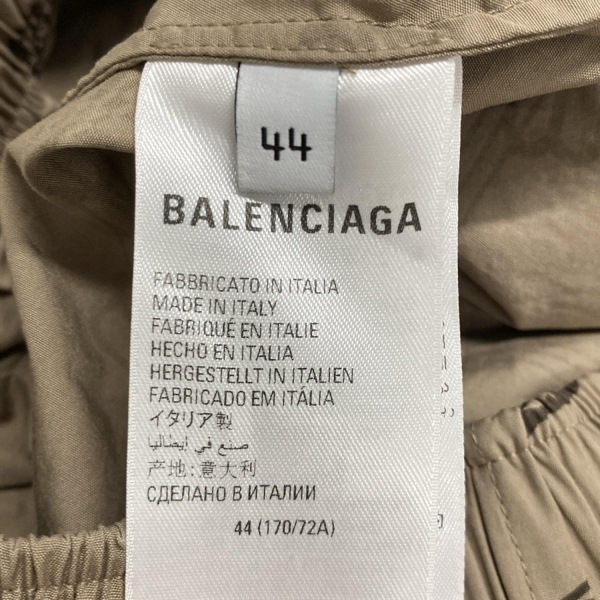 44
BALENCIAGA
FABBRICATO IN ITALIA
MADE IN ITALY
FABRIQUÉ EN ITALIE
HECHO EN ITALIA
HERGESTELLT IN ITALIEN
FABRICADO EM ITÁLIA
イタリア製
صنع في إيطاليا
产地:意大利
СДЕЛАНО В ИТАЛИИ
44 (170/72A)